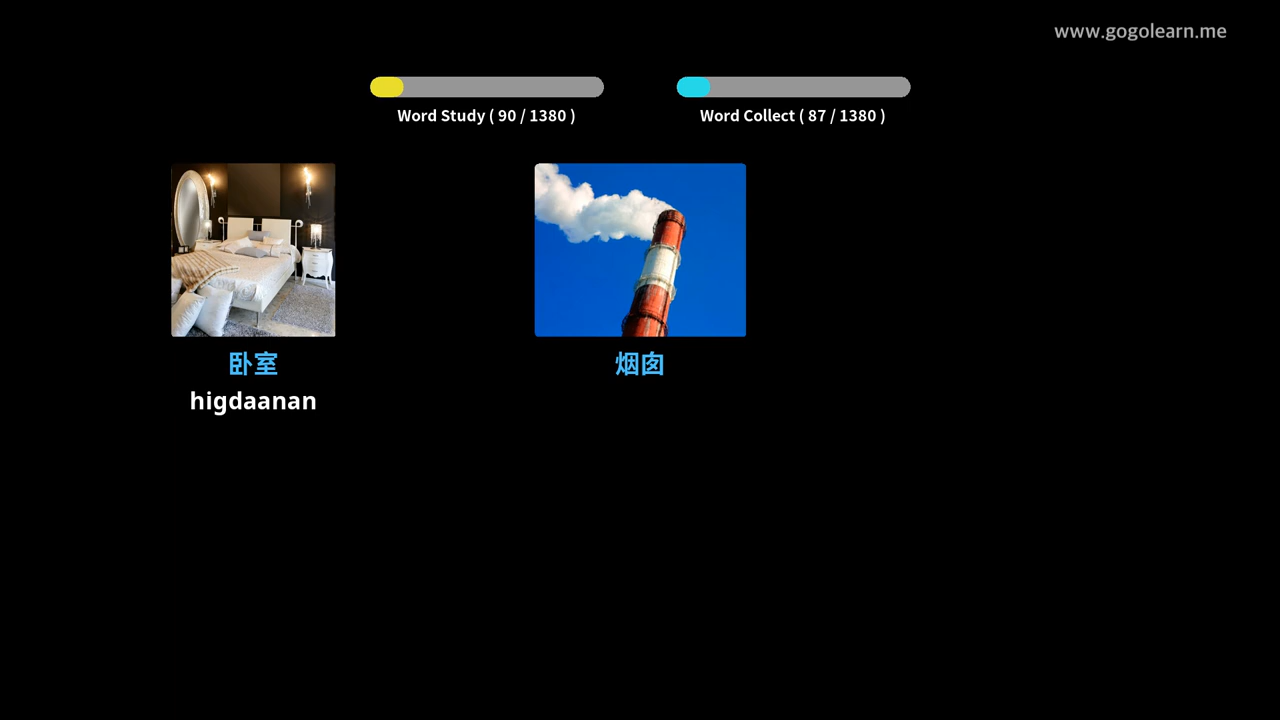 www.gogolearn.me
Word Study ( 90 / 1380 )
Word Collect ( 87 / 1380 )
卧室
higdaanan
烟囱